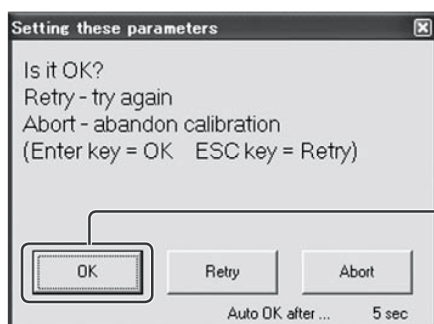 Setting these parameters
Is it OK?
Retry - try again
Abort - abandon calibration
(Enter key = OK    ESC key = Retry)
OK    Retry    Abort
Auto OK after ...    5 sec